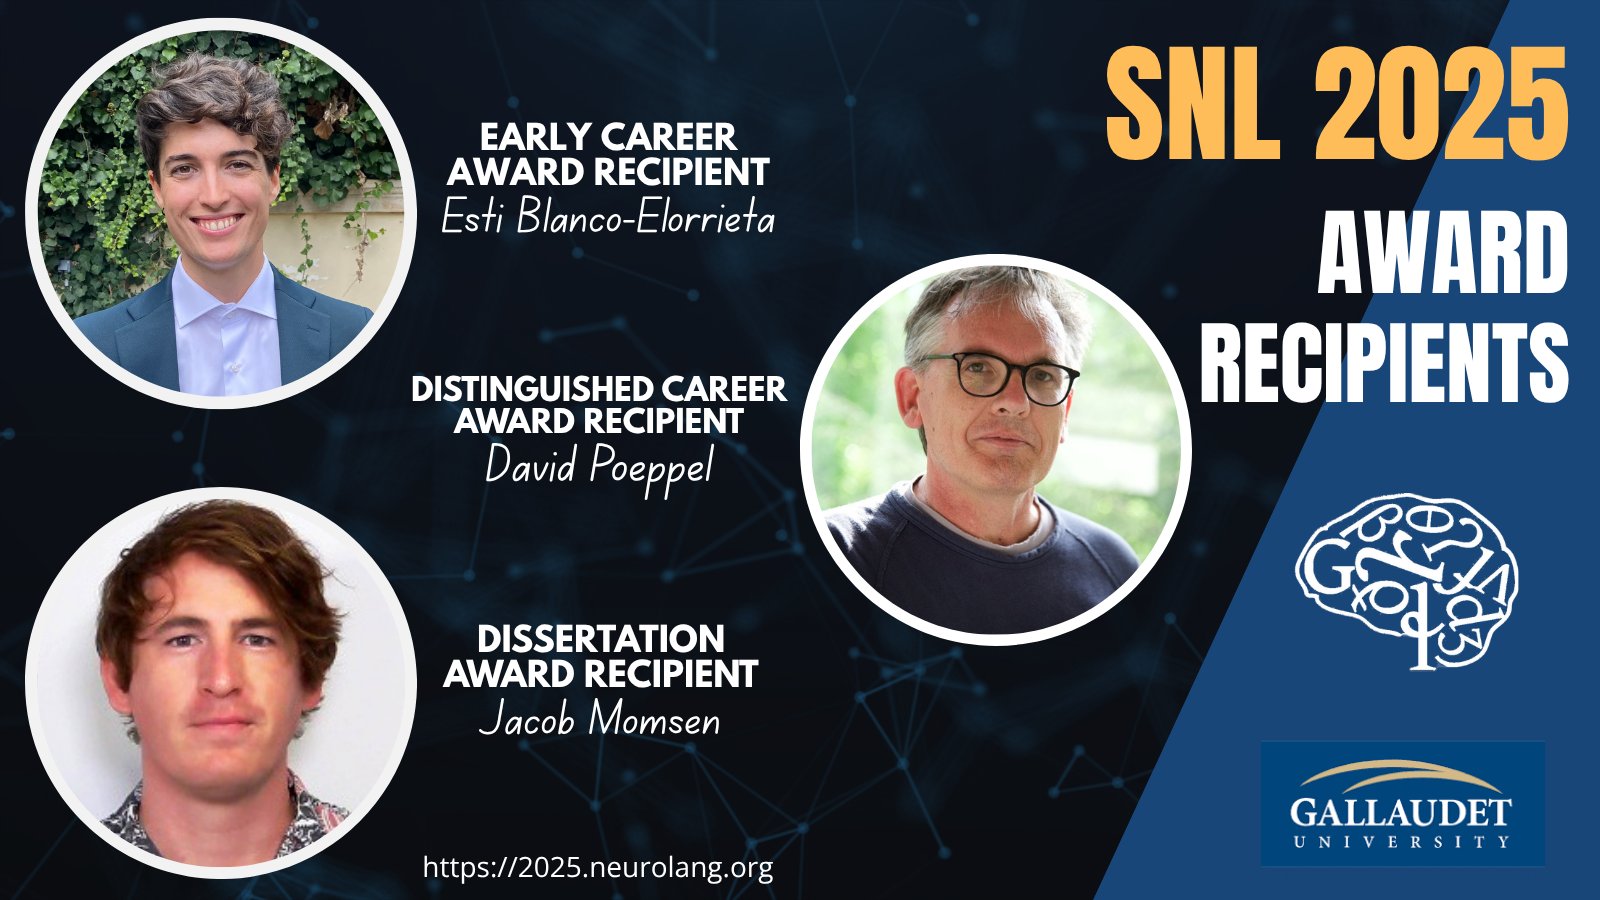 SNL 2025
AWARD
RECIPIENTS
EARLY CAREER
AWARD RECIPIENT
Esti Blanco-Elorrieta
DISTINGUISHED CAREER
AWARD RECIPIENT
David Poeppel
DISSERTATION
AWARD RECIPIENT
Jacob Momsen
https://2025.neurolang.org
GALLAUDET
UNIVERSITY